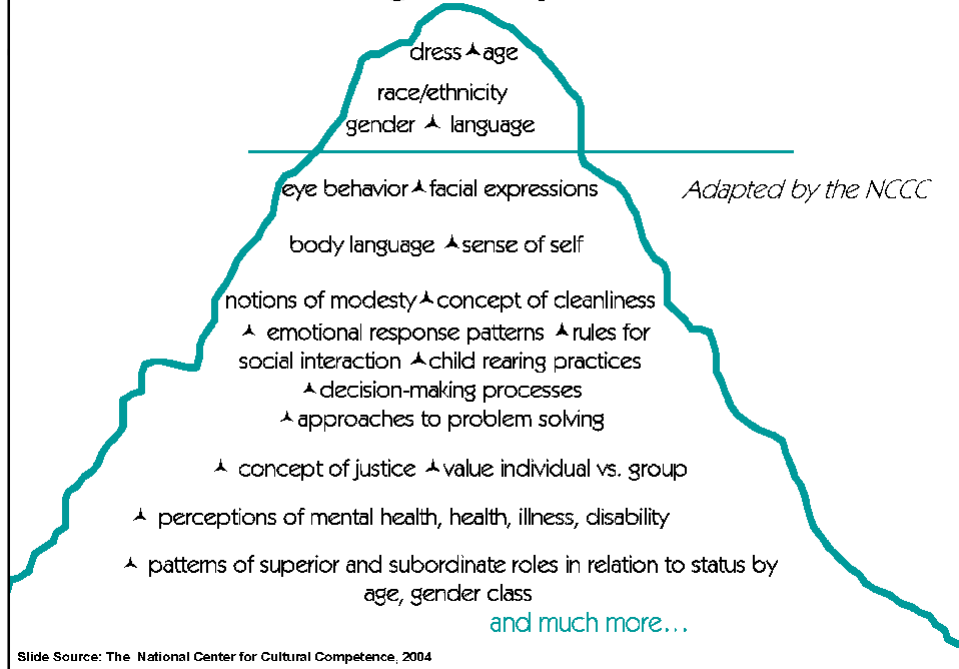 dress age
race/ethnicity
gender language
eye behavior facial expressions
Adapted by the NCCC
body language sense of self
notions of modesty concept of cleanliness
emotional response patterns rules for
social interaction child rearing practices
decision-making processes
approaches to problem solving
concept of justice value individual vs. group
perceptions of mental health, health, illness, disability
patterns of superior and subordinate roles in relation to status by
age, gender class
and much more...
Slide Source: The National Center for Cultural Competence, 2004